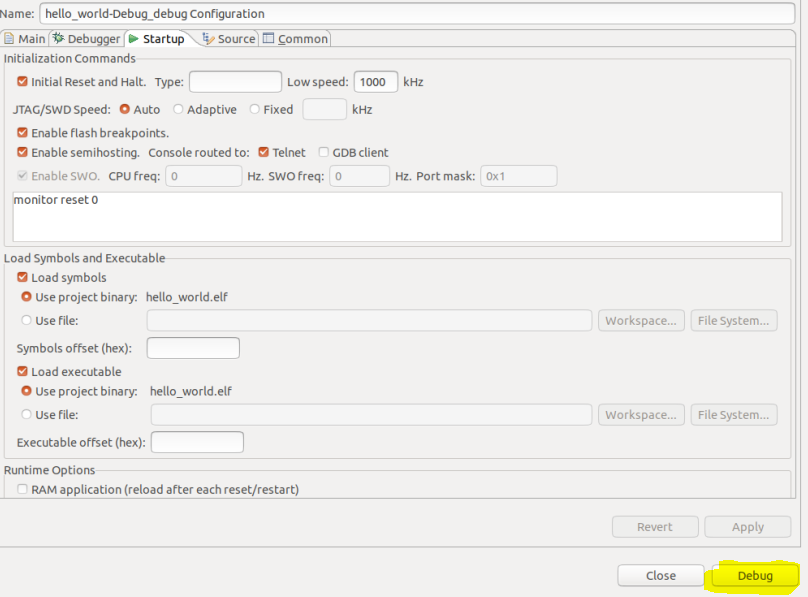 Name: hello_world-Debug_debug Configuration
Main Debugger Startup Source Common
Initialization Commands
Initial Reset and Halt. Type: Low speed: 1000 kHz
JTAG/SWD Speed: Auto Adaptive Fixed kHz
Enable flash breakpoints.
Enable semihosting. Console routed to: Telnet GDB client
Enable SWO. CPU freq: 0 Hz. SWO freq: 0 Hz. Port mask: 0x1
monitor reset 0
Load Symbols and Executable
Load symbols
Use project binary: hello_world.elf
Use file: Workspace... File System...
Symbols offset (hex):
Load executable
Use project binary: hello_world.elf
Use file: Workspace... File System...
Executable offset (hex):
Runtime Options
RAM application (reload after each reset/restart)
Revert Apply
Close Debug